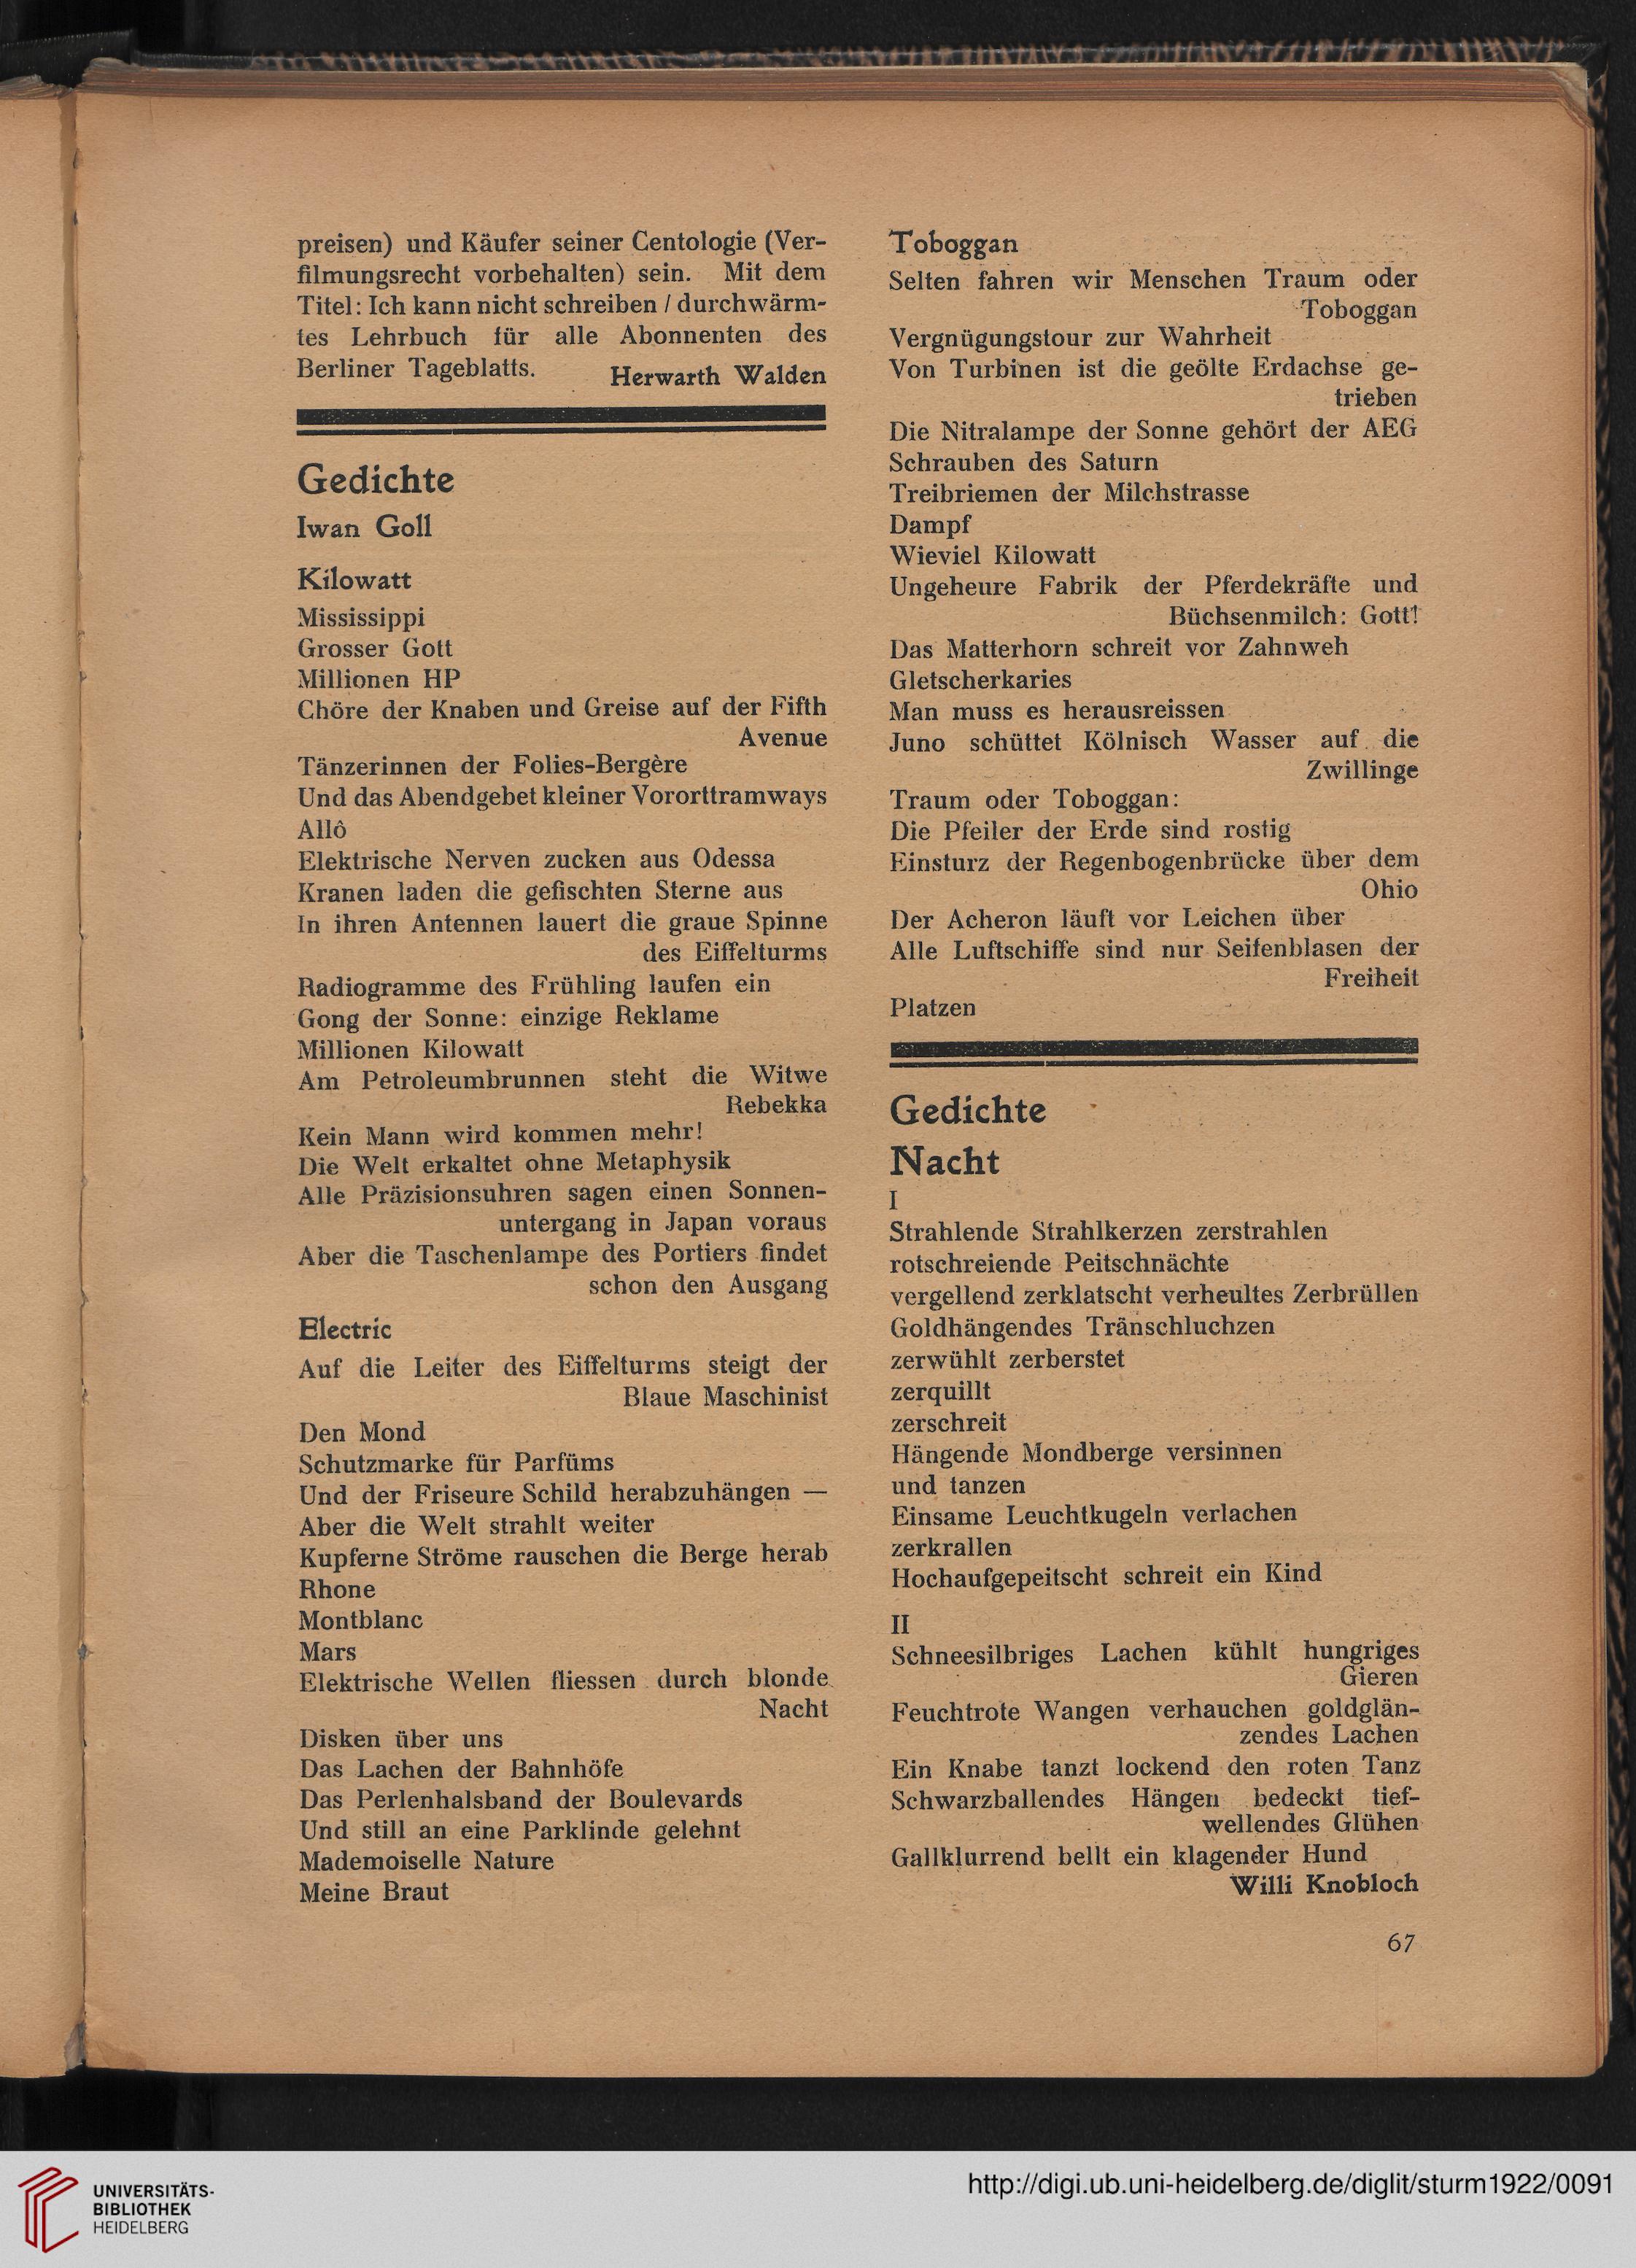 preisen) und Käufer seiner Centologie (Ver-
filmungsrecht vorbehalten) sein. Mit dem
Titel: Ich kann nicht schreiben / durchwärm-
tes Lehrbuch für alle Abonnenten des
Berliner Tageblatts.
Herwarth Walden
Gedichte
Iwan Goll
Kilowatt
Mississippi
Grosser Gott
Millionen HP
Chöre der Knaben und Greise auf der Fifth
Avenue
Tänzerinnen der Folies-Bergère
Und das Abendgebet kleiner Vororttramways
Allô
Elektrische Nerven zucken aus Odessa
Kranen laden die gefischten Sterne aus
In ihren Antennen lauert die graue Spinne
des Eiffelturms
Radiogramme des Frühling laufen ein
Gong der Sonne: einzige Reklame
Millionen Kilowatt
Am Petroleumbrunnen steht die Witwe
Rebekka
Kein Mann wird kommen mehr!
Die Welt erkaltet ohne Metaphysik
Alle Präzisionsuhren sagen einen Sonnen-
untergang in Japan voraus
Aber die Taschenlampe des Portiers findet
schon den Ausgang
Electric
Auf die Leiter des Eiffelturms steigt der
Blaue Maschinist
Den Mond
Schutzmarke für Parfüms
Und der Friseure Schild herabzuhängen —
Aber die Welt strahlt weiter
Kupferne Ströme rauschen die Berge herab
Rhone
Montblanc
Mars
Elektrische Wellen fliessen durch blonde
Nacht
Disken über uns
Das Lachen der Bahnhöfe
Das Perlenhalsband der Boulevards
Und still an eine Parklinde gelehnt
Mademoiselle Nature
Meine Braut
Toboggan
Selten fahren wir Menschen Traum oder
Toboggan
Vergnügungstour zur Wahrheit
Von Turbinen ist die geölte Erdachse ge-
trieben
Die Nitralampe der Sonne gehört der AEG
Schrauben des Saturn
Treibriemen der Milchstrasse
Dampf
Wieviel Kilowatt
Ungeheure Fabrik der Pferdekräfte und
Büchsenmilch: Gott!
Das Matterhorn schreit vor Zahnweh
Gletscherkaries
Man muss es herausreissen
Juno schüttet Kölnisch Wasser auf die
Zwillinge
Traum oder Toboggan:
Die Pfeiler der Erde sind rostig
Einsturz der Regenbogenbrücke über dem
Ohio
Der Acheron läuft vor Leichen über
Alle Luftschiffe sind nur Seifenblasen der
Freiheit
Platzen
Gedichte
Nacht
I
Strahlende Strahlkerzen zerstrahlen
rotschreiende Peitschnächte
vergellend zerklatscht verheultes Zerbrüllen
Goldhängendes Tränschluchzen
zerwühlt zerberstet
zerquillt
zerschreit
Hängende Mondberge versinnen
und tanzen
Einsame Leuchtkugeln verlachen
zerkrallen
Hochaufgepeitscht schreit ein Kind
II
Schneesilbriges Lachen kühlt hungriges
Gieren
Feuchtrote Wangen verhauchen goldglän-
zendes Lachen
Ein Knabe tanzt lockend den roten Tanz
Schwarzballendes Hängen bedeckt tief-
wellendes Glühen
Gallklurrend bellt ein klagender Hund
Willi Knobloch
67
UNIVERSITÄTS-
BIBLIOTHEK
HEIDELBERG
http://digi.ub.uni-heidelberg.de/diglit/sturm1922/0091